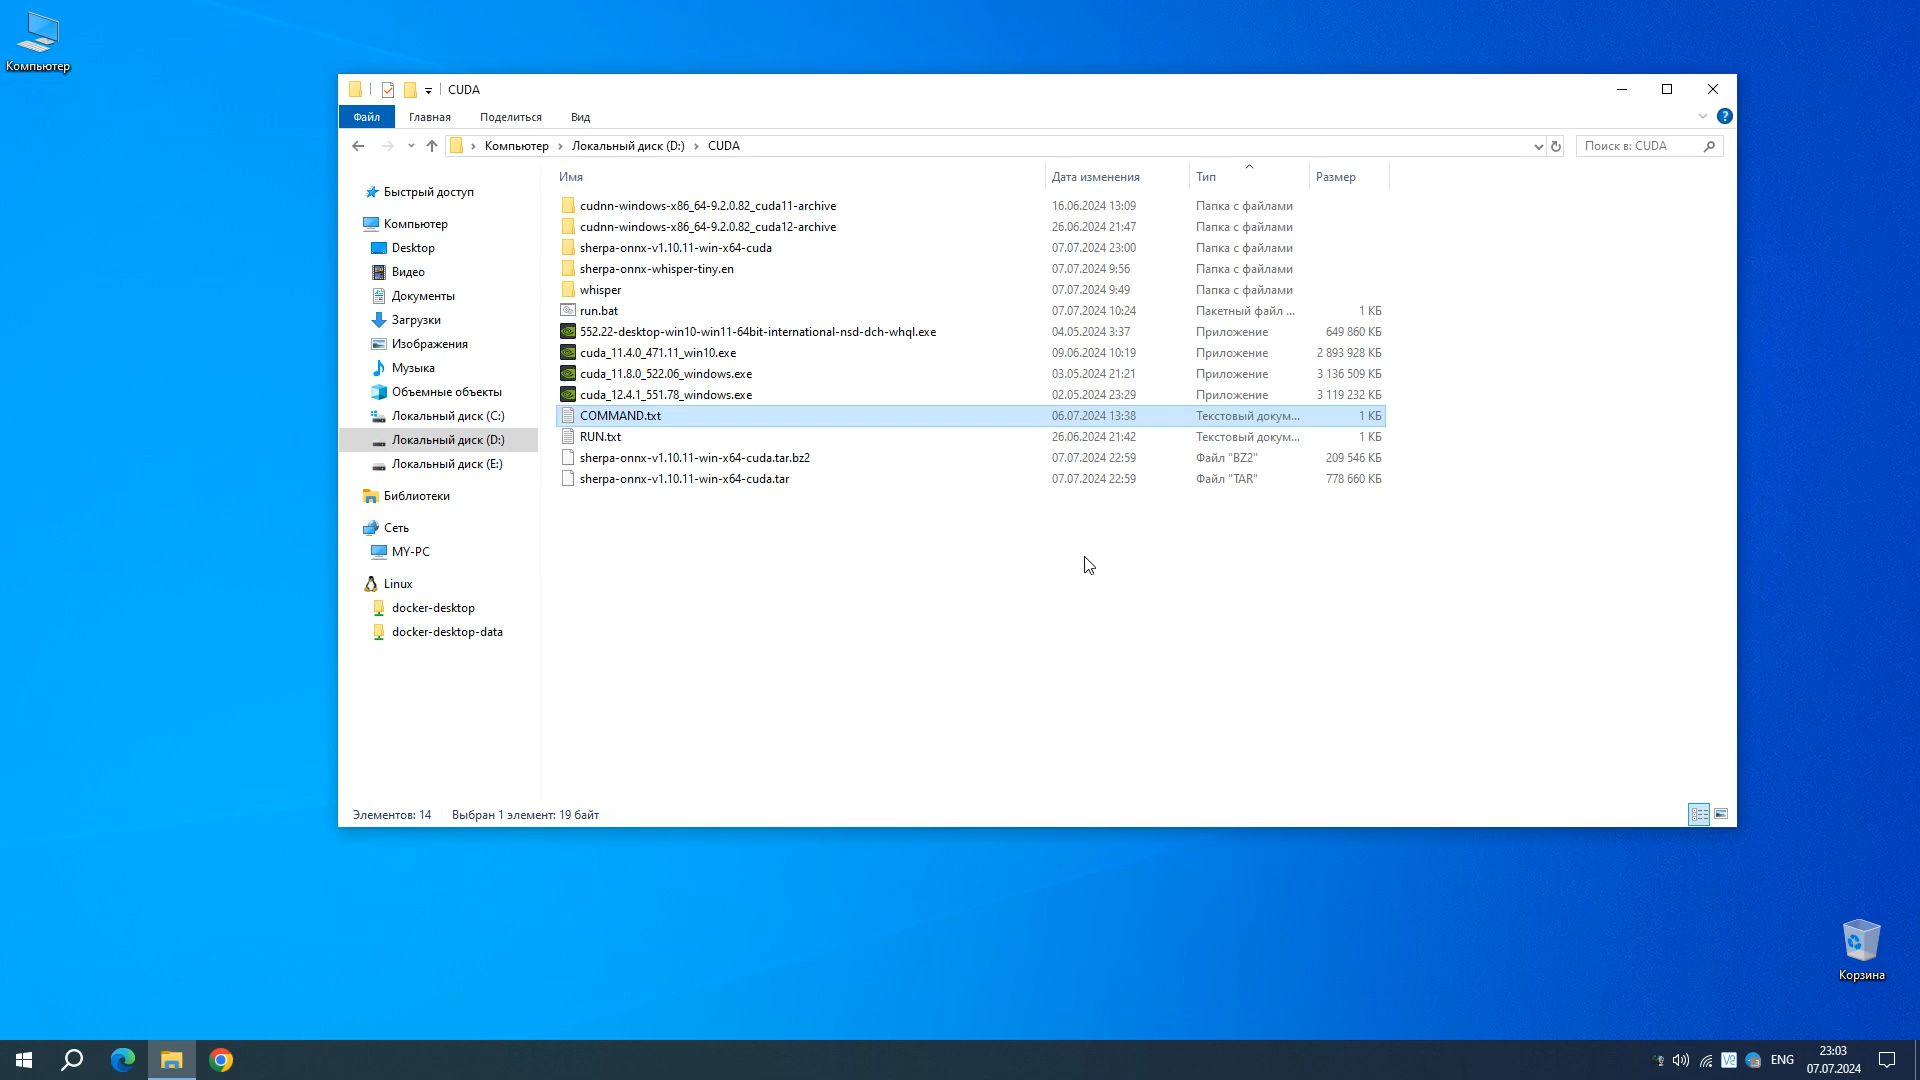 Компьютер
CUDA
Файл
Главная
Поделиться
Вид
Компьютер
Локальный диск (D:)
CUDA
Поиск в: CUDA
Имя Дата изменения Тип Размер
Быстрый доступ
Компьютер
Desktop
Видео
Документы
Загрузки
Изображения
Музыка
Объемные объекты
Локальный диск (C:)
Локальный диск (D:)
Локальный диск (E:)
Библиотеки
Сеть
MY-PC
Linux
docker-desktop
docker-desktop-data
cudnn-windows-x86_64-9.2.0.82_cuda11-archive 16.06.2024 13:09 Папка с файлами
cudnn-windows-x86_64-9.2.0.82_cuda12-archive 26.06.2024 21:47 Папка с файлами
sherpa-onnx-v1.10.11-win-x64-cuda 07.07.2024 23:00 Папка с файлами
sherpa-onnx-whisper-tiny.en 07.07.2024 9:56 Папка с файлами
whisper 07.07.2024 9:49 Папка с файлами
run.bat 07.07.2024 10:24 Пакетный файл ... 1 КБ
552.22-desktop-win10-win11-64bit-international-nsd-dch-whql.exe 04.05.2024 3:37 Приложение 649 860 КБ
cuda_11.4.0_471.11_win10.exe 09.06.2024 10:19 Приложение 2 893 928 КБ
cuda_11.8.0_522.06_windows.exe 03.05.2024 21:21 Приложение 3 136 509 КБ
cuda_12.4.1_551.78_windows.exe 02.05.2024 23:29 Приложение 3 119 232 КБ
COMMAND.txt 06.07.2024 13:38 Текстовый докум... 1 КБ
RUN.txt 26.06.2024 21:42 Текстовый докум... 1 КБ
sherpa-onnx-v1.10.11-win-x64-cuda.tar.bz2 07.07.2024 22:59 Файл "BZ2" 209 546 КБ
sherpa-onnx-v1.10.11-win-x64-cuda.tar 07.07.2024 22:59 Файл "TAR" 778 660 КБ
Элементов: 14 Выбран 1 элемент: 19 байт
Корзина
ENG
23:03
07.07.2024